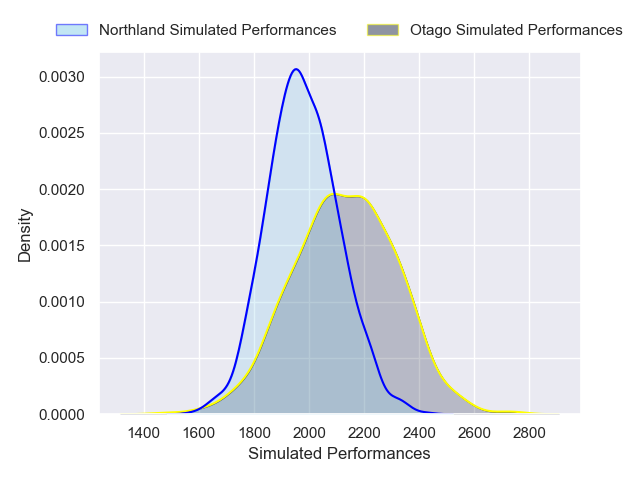 Northland Simulated Performances
Otago Simulated Performances
0.0030
0.0025
0.0020
0.0015
0.0010
0.0005
0.0000
Density
1400 1600 1800 2000 2200 2400 2600 2800
Simulated Performances